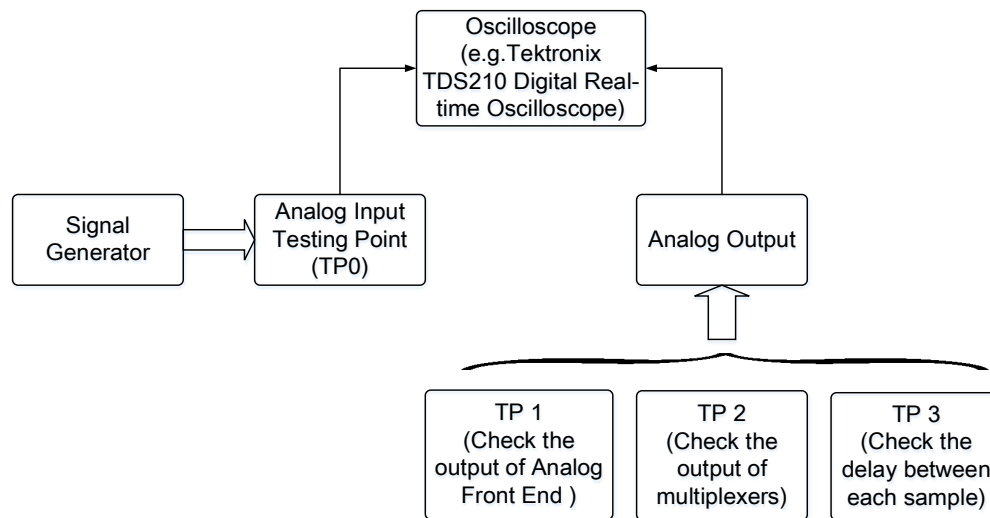 Oscilloscope
(e.g.Tektronix
TDS210 Digital Real-
time Oscilloscope)
Signal
Generator
Analog Input
Testing Point
(TP0)
Analog Output
TP 1
(Check the
output of Analog
Front End )
TP 2
(Check the
output of
multiplexers)
TP 3
(Check the
delay between
each sample)